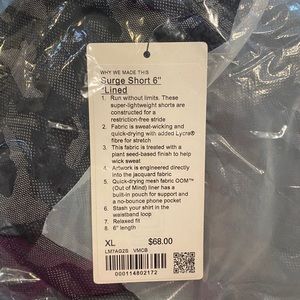 WHY WE MADE THIS
Surge Short 6"
*Lined
1. Run without limits. These
super-lightweight shorts are
constructed for a
restriction-free stride
2. Fabric is sweat-wicking and
quick-drying with added Lycra®
fibre for stretch
3. This fabric is treated with a
plant seed-based finish to help
wick sweat
4. Artwork is engineered directly
into the jacquard fabric
5. Quick-drying mesh fabric OOM™
(Out of Mind) liner has a
built-in pouch for support and
a no-bounce phone pocket
6. Stash your shirt in the
waistband loop
7. Relaxed fit
8. 6" length
XL $68.00
LM7AG2S VMCB
000114802172